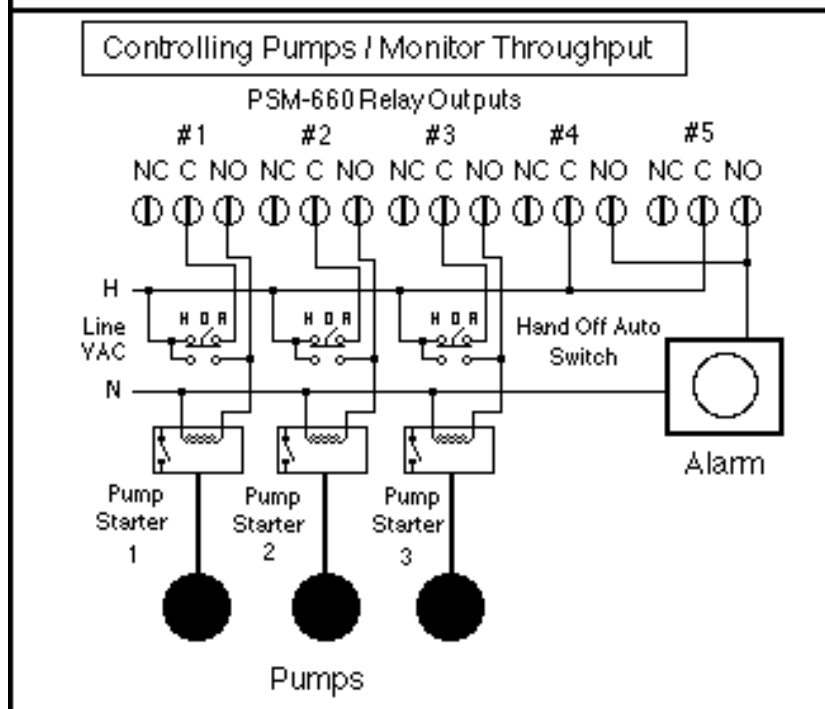 Controlling Pumps / Monitor Throughput
PSM-660 Relay Outputs
#1 #2 #3 #4 #5
NC C NO NC C NO NC C NO NC C NO NC C NO
H
H O A H O A H O A
Line
VAC
Hand Off Auto
Switch
N
Alarm
Pump
Starter
1
Pump
Starter
2
Pump
Starter
3
Pumps